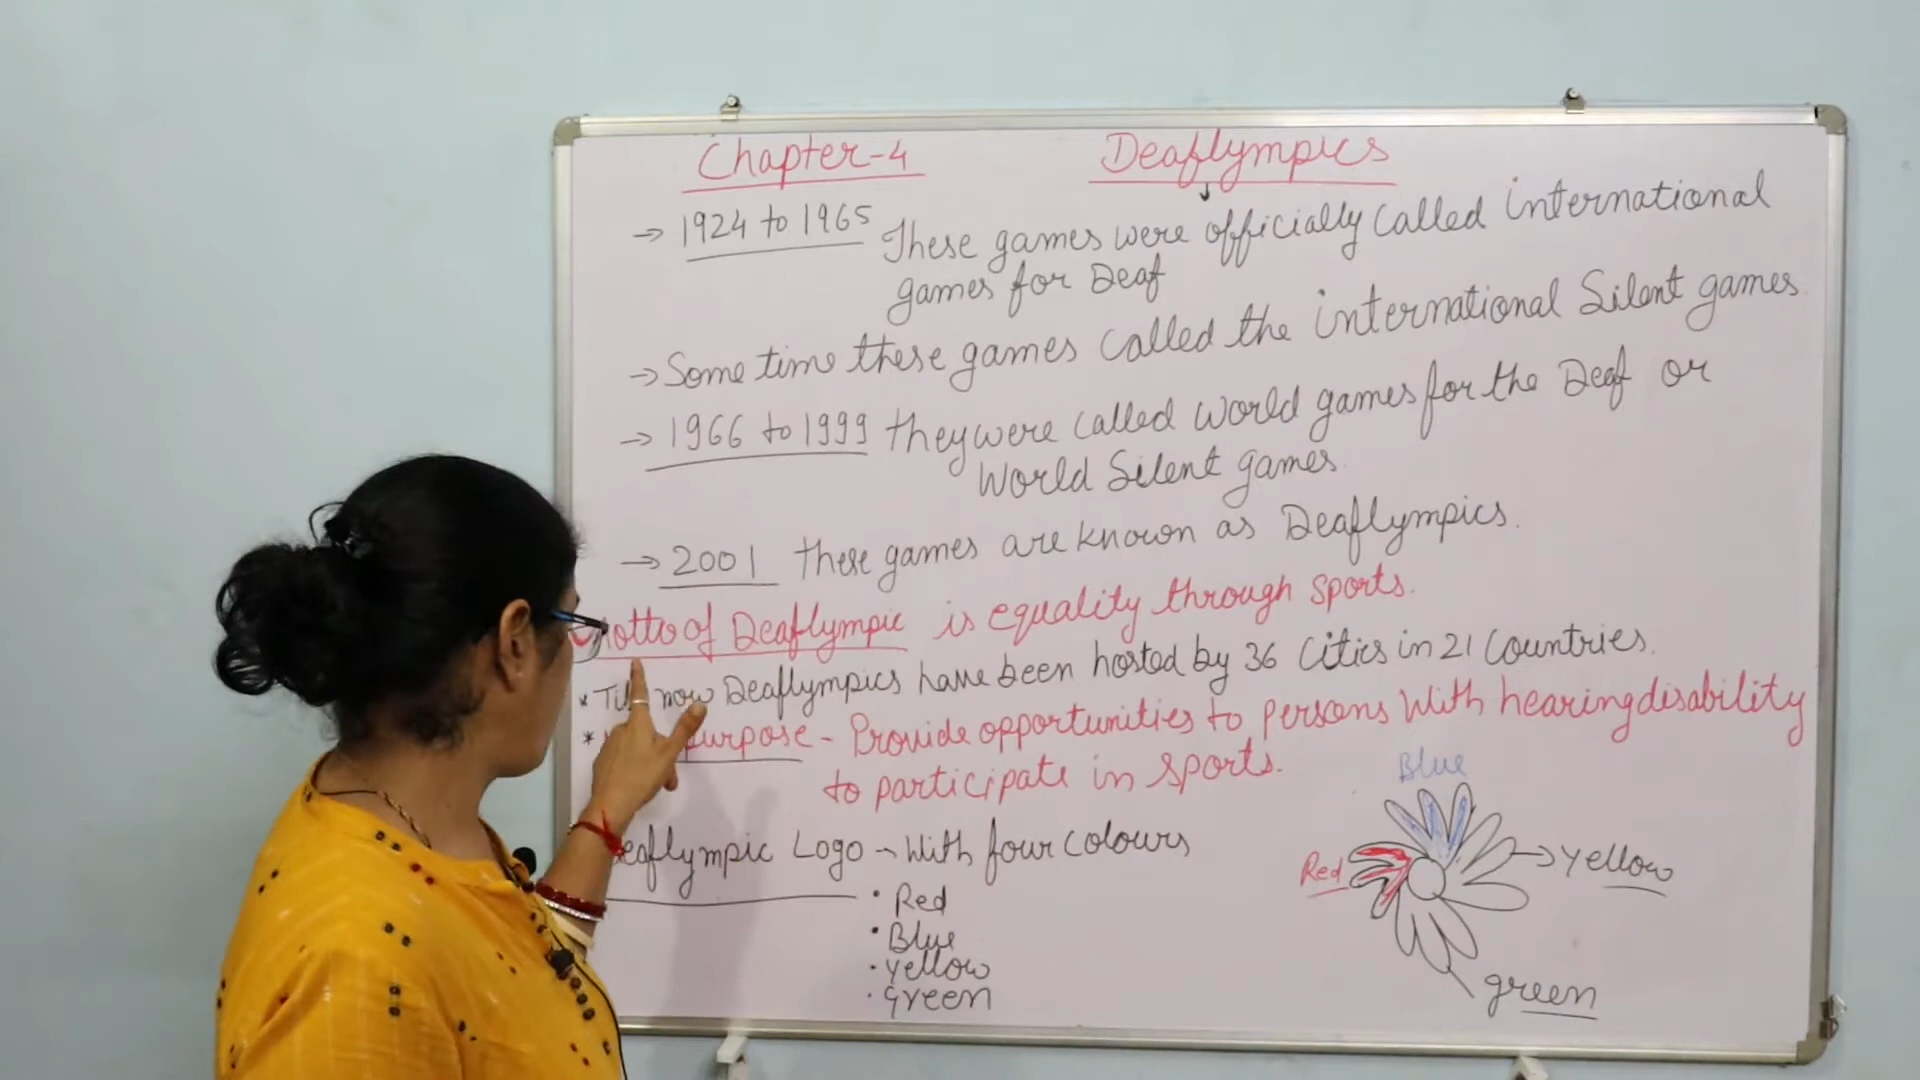 Chapter-4 Deaflympics
→ 1924 to 1965 These games were officially called international
games for Deaf
→ Some time these games called the international Silent games
→ 1966 to 1999 they were called world games for the Deaf or
World Silent games.
→ 2001 these games are known as Deaflympics.
Motto of Deaflympic is equality through sports.
* Till now Deaflympics have been hosted by 36 Cities in 21 Countries.
* purpose - Provide opportunities to persons With hearing disability
to participate in sports.
Deaflympic Logo → With four colours
• Red
• Blue
• Yellow
• Green
Blue
Red
→ Yellow
green